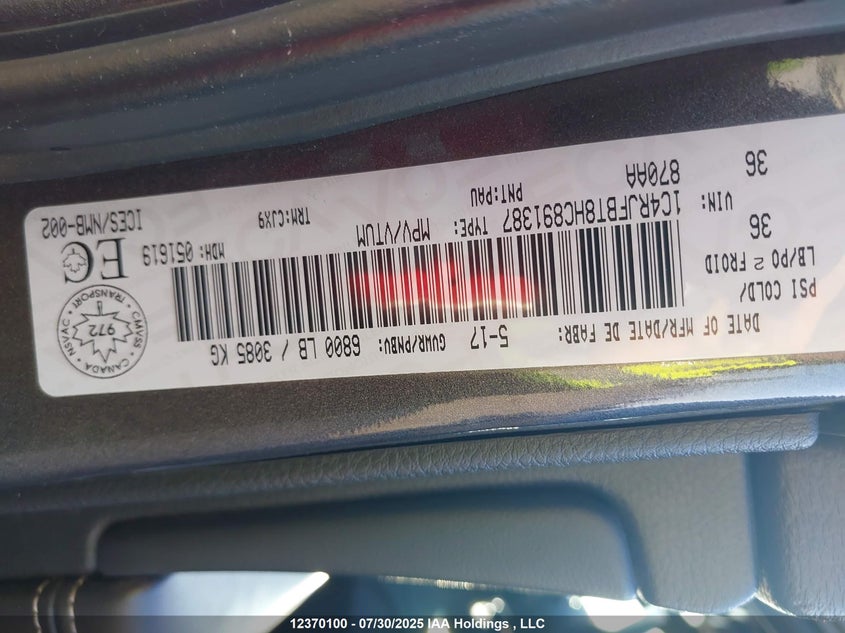 DATE OF MFR/DATE DE FABR: 5-17 GVWR/PNBV: 6800 LB / 3085 KG
PSI COLD/
LB/PO 2 FROID
36
36
VIN: 1C4RJFBT8HC891387 TYPE: MPV/VTUM MDH: 051619
870AA PNT:PAU TRM:CJX9 ICES/NMB-002
EC
TRANSPORT
CMVSS
CANADA
NSVAC
972
12370100 - 07/30/2025 IAA Holdings , LLC